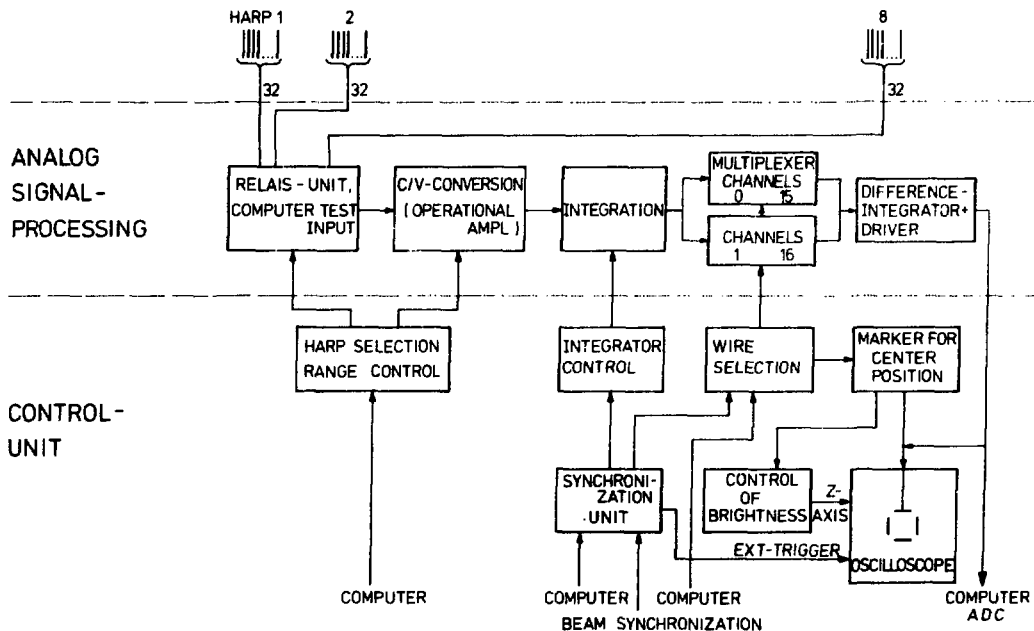 HARP 1
2
8
32
32
32
ANALOG
SIGNAL-
PROCESSING
RELAIS-UNIT,
COMPUTER TEST
INPUT
C/V-CONVERSION
(OPERATIONAL
AMPL)
INTEGRATION
MULTIPLEXER
CHANNELS
0 15
CHANNELS
1 16
DIFFERENCE-
INTEGRATOR+
DRIVER
CONTROL-
UNIT
HARP SELECTION
RANGE CONTROL
INTEGRATOR
CONTROL
WIRE
SELECTION
MARKER FOR
CENTER
POSITION
SYNCHRONI-
ZATION
UNIT
CONTROL
OF
BRIGHTNESS
Z-
AXIS
EXT-TRIGGER
OSCILLOSCOPE
COMPUTER
COMPUTER
COMPUTER
BEAM SYNCHRONIZATION
COMPUTER
ADC